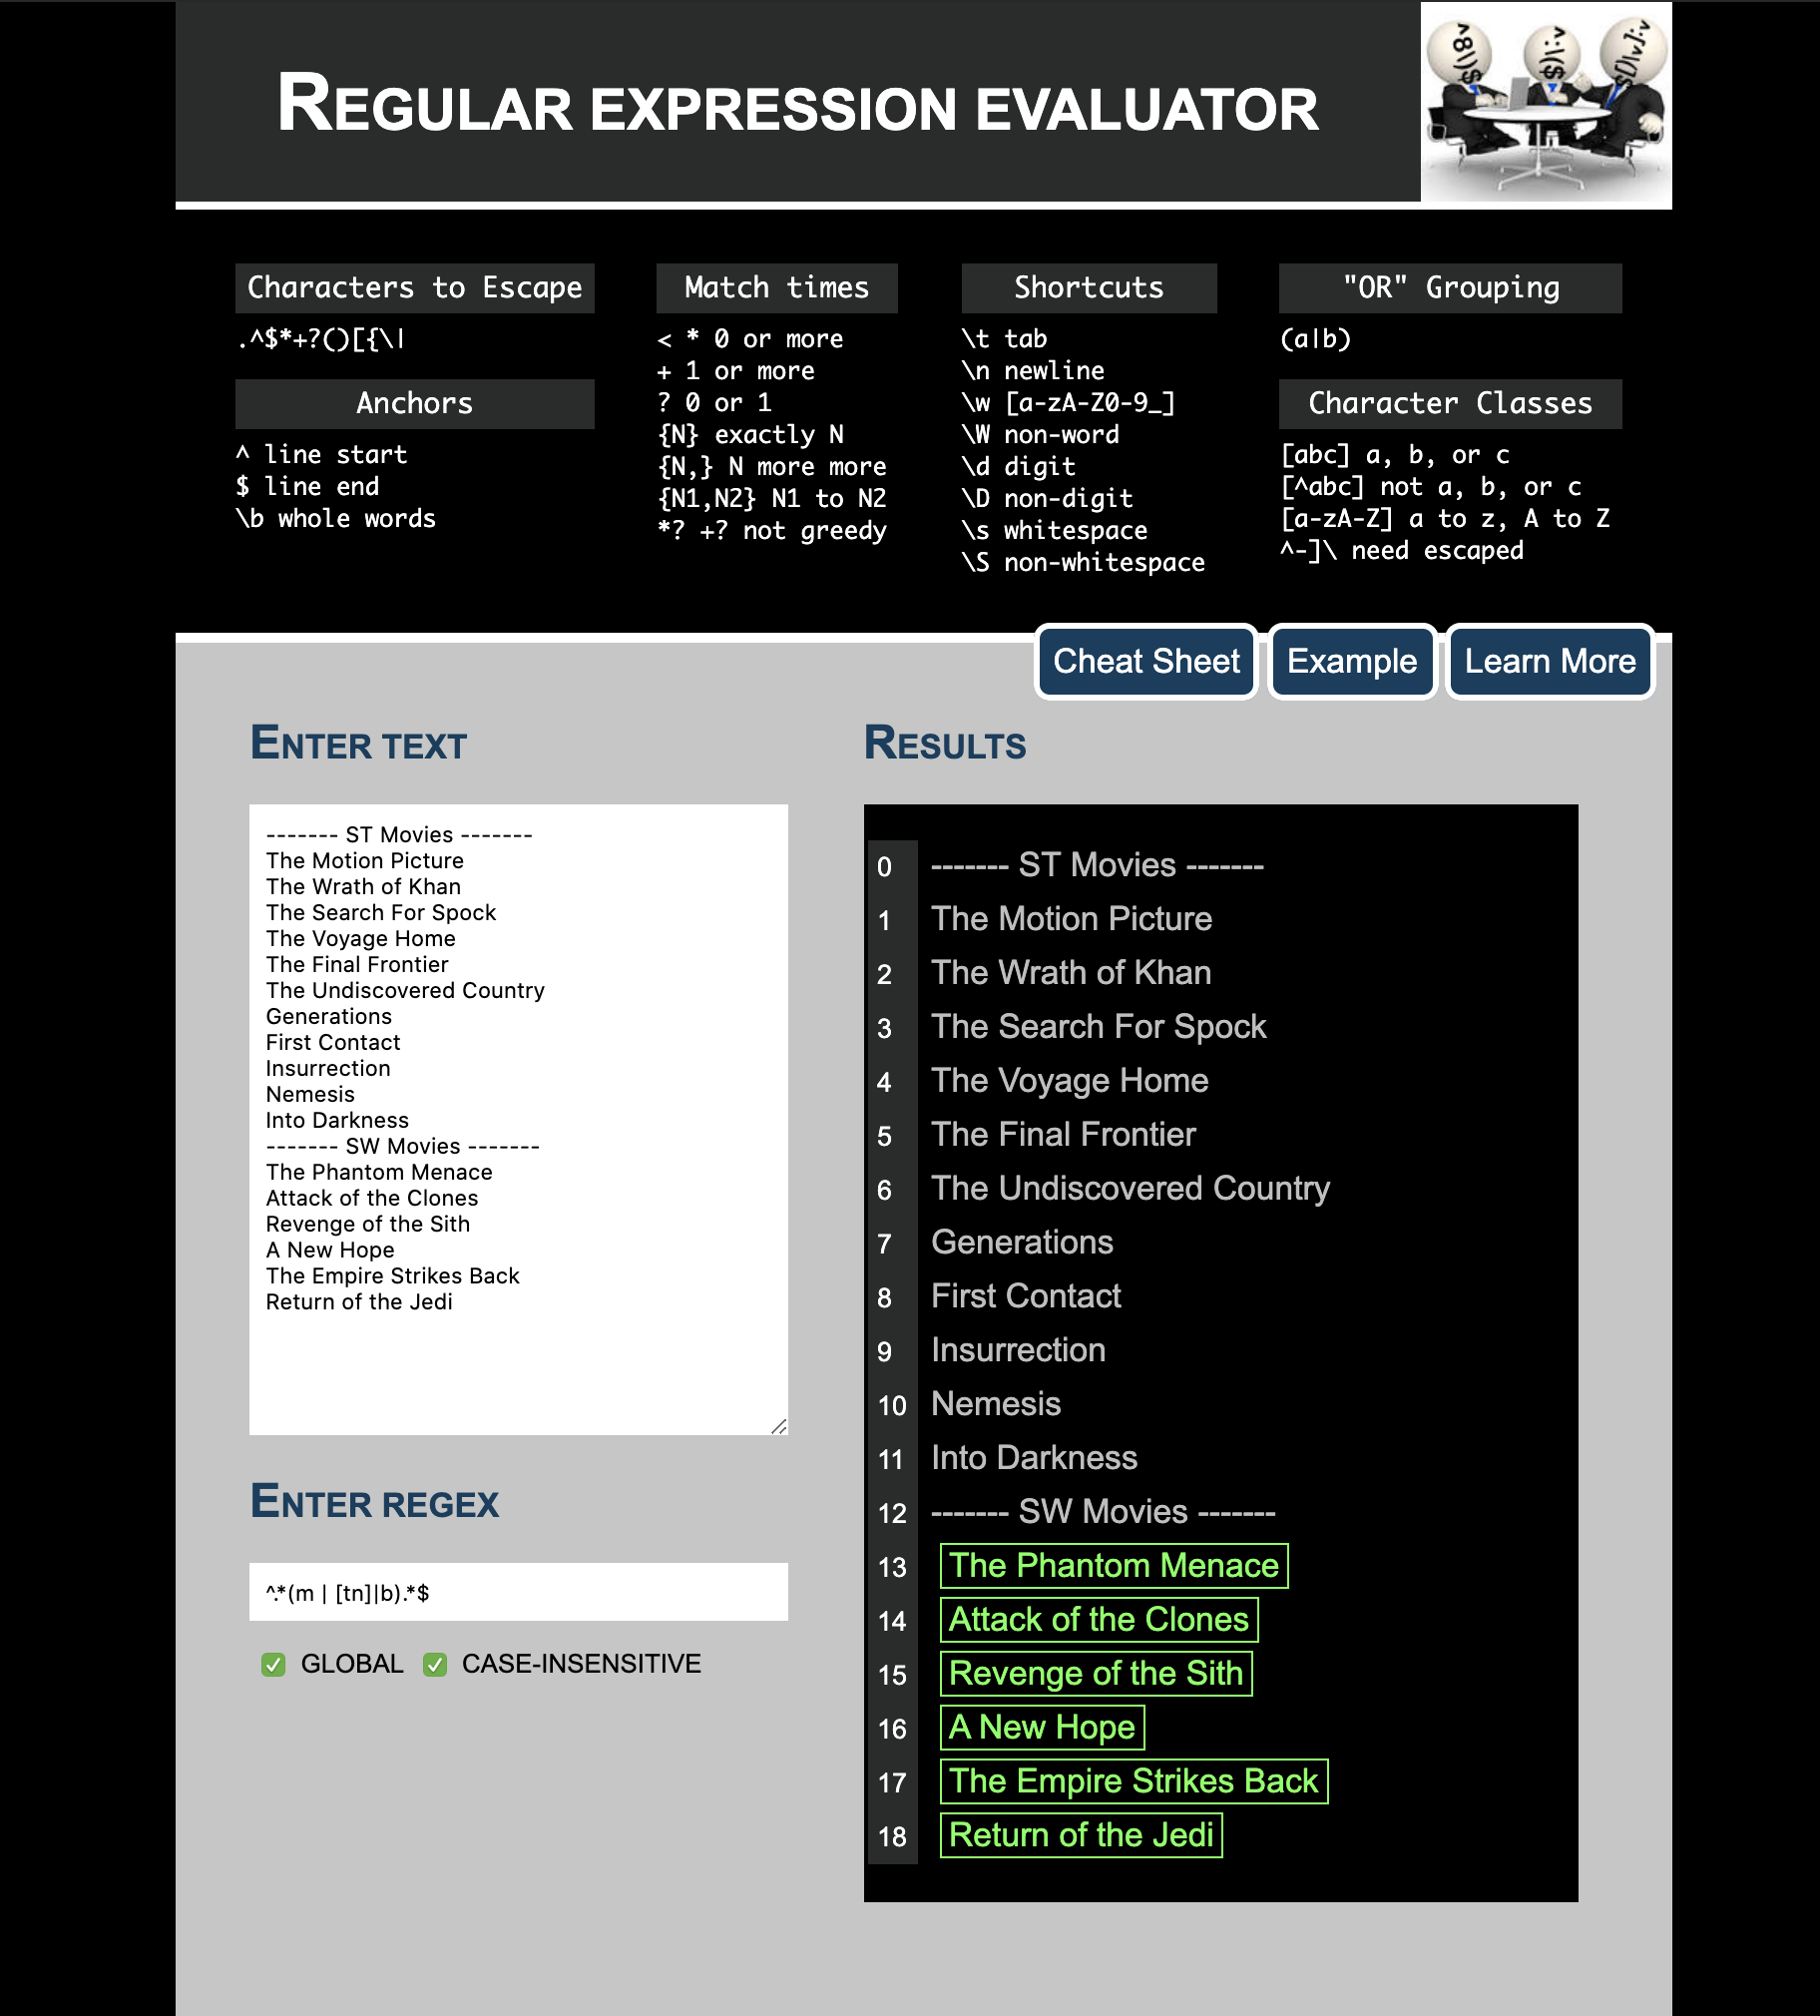 REGULAR EXPRESSION EVALUATOR
Characters to Escape
.^$*+?()[{\|
Anchors
^ line start
$ line end
\b whole words
Match times
< * 0 or more
+ 1 or more
? 0 or 1
{N} exactly N
{N,} N more more
{N1,N2} N1 to N2
*? +? not greedy
Shortcuts
\t tab
\n newline
\w [a-zA-Z0-9_]
\W non-word
\d digit
\D non-digit
\s whitespace
\S non-whitespace
"OR" Grouping
(a|b)
Character Classes
[abc] a, b, or c
[^abc] not a, b, or c
[a-zA-Z] a to z, A to Z
^-]\ need escaped
Cheat Sheet
Example
Learn More
ENTER TEXT
------- ST Movies -------
The Motion Picture
The Wrath of Khan
The Search For Spock
The Voyage Home
The Final Frontier
The Undiscovered Country
Generations
First Contact
Insurrection
Nemesis
Into Darkness
------- SW Movies -------
The Phantom Menace
Attack of the Clones
Revenge of the Sith
A New Hope
The Empire Strikes Back
Return of the Jedi
ENTER REGEX
^.*(m | [tn]|b).*$
GLOBAL CASE-INSENSITIVE
RESULTS
0 ------- ST Movies -------
1 The Motion Picture
2 The Wrath of Khan
3 The Search For Spock
4 The Voyage Home
5 The Final Frontier
6 The Undiscovered Country
7 Generations
8 First Contact
9 Insurrection
10 Nemesis
11 Into Darkness
12 ------- SW Movies -------
13 The Phantom Menace
14 Attack of the Clones
15 Revenge of the Sith
16 A New Hope
17 The Empire Strikes Back
18 Return of the Jedi